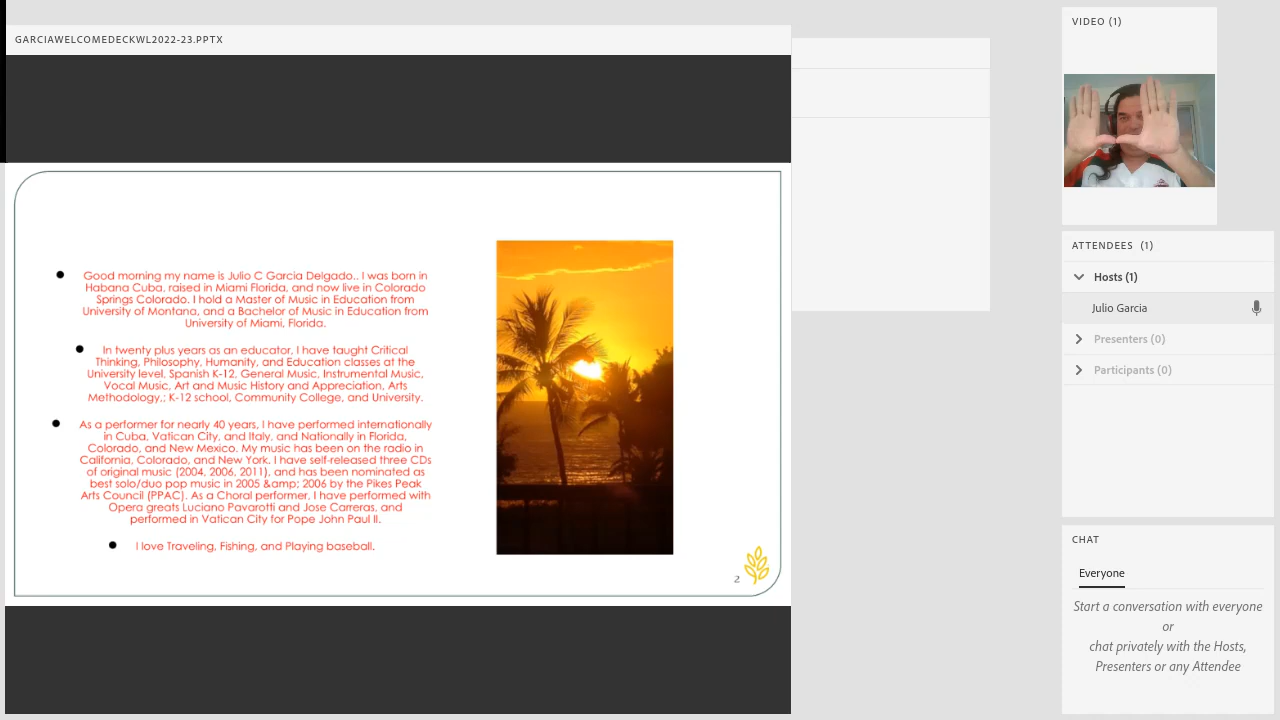 GARCIAWELCOMEDECKWL2022-23.PPTX
Good morning my name is Julio C Garcia Delgado.. I was born in
Habana Cuba, raised in Miami Florida, and now live in Colorado
Springs Colorado. I hold a Master of Music in Education from
University of Montana, and a Bachelor of Music in Education from
University of Miami, Florida.
In twenty plus years as an educator, I have taught Critical
Thinking, Philosophy, Humanity, and Education classes at the
University level, Spanish K-12, General Music, Instrumental Music,
Vocal Music, Art and Music History and Appreciation, Arts
Methodology,; K-12 school, Community College, and University.
As a performer for nearly 40 years, I have performed internationally
in Cuba, Vatican City, and Italy, and Nationally in Florida,
Colorado, and New Mexico. My music has been on the radio in
California, Colorado, and New York. I have self-released three CDs
of original music (2004, 2006, 2011), and has been nominated as
best solo/duo pop music in 2005 &amp; 2006 by the Pikes Peak
Arts Council (PPAC). As a Choral performer, I have performed with
Opera greats Luciano Pavarotti and Jose Carreras, and
performed in Vatican City for Pope John Paul II.
I love Traveling, Fishing, and Playing baseball.
2
VIDEO (1)
ATTENDEES (1)
Hosts (1)
Julio Garcia
Presenters (0)
Participants (0)
CHAT
Everyone
Start a conversation with everyone
or
chat privately with the Hosts,
Presenters or any Attendee